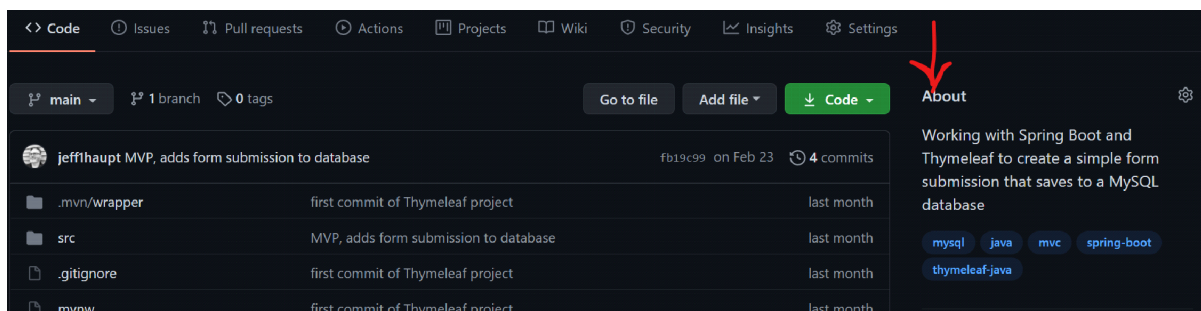 <> Code Issues Pull requests Actions Projects Wiki Security Insights Settings
main 1 branch 0 tags Go to file Add file Code
About
jeff1haupt MVP, adds form submission to database fb19c99 on Feb 23 4 commits
.mvn/wrapper first commit of Thymeleaf project last month
src MVP, adds form submission to database last month
.gitignore first commit of Thymeleaf project last month
mvnw first commit of Thymeleaf project last month
Working with Spring Boot and
Thymeleaf to create a simple form
submission that saves to a MySQL
database
mysql java mvc spring-boot
thymeleaf-java